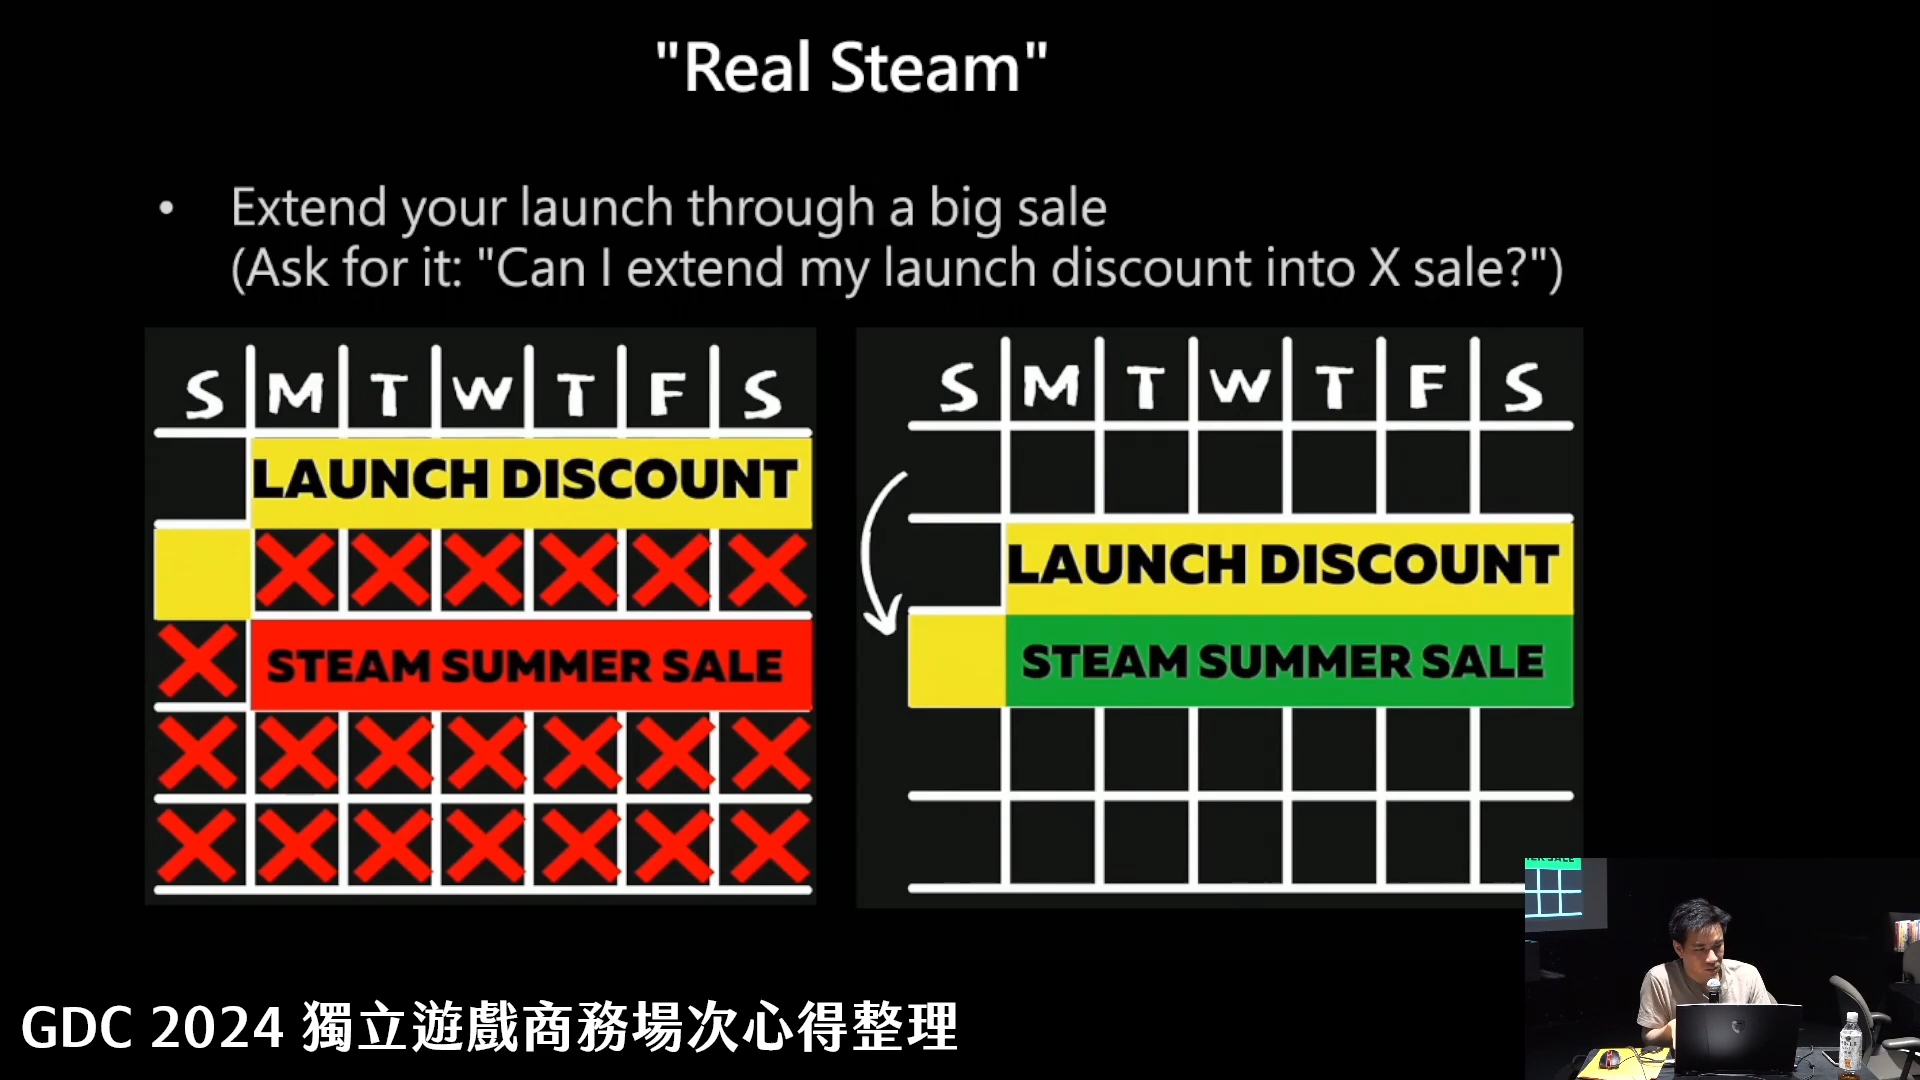 "Real Steam"
• Extend your launch through a big sale
(Ask for it: "Can I extend my launch discount into X sale?")
S M T W T F S
LAUNCH DISCOUNT
STEAM SUMMER SALE
S M T W T F S
LAUNCH DISCOUNT
STEAM SUMMER SALE
GDC 2024 獨立遊戲商務場次心得整理